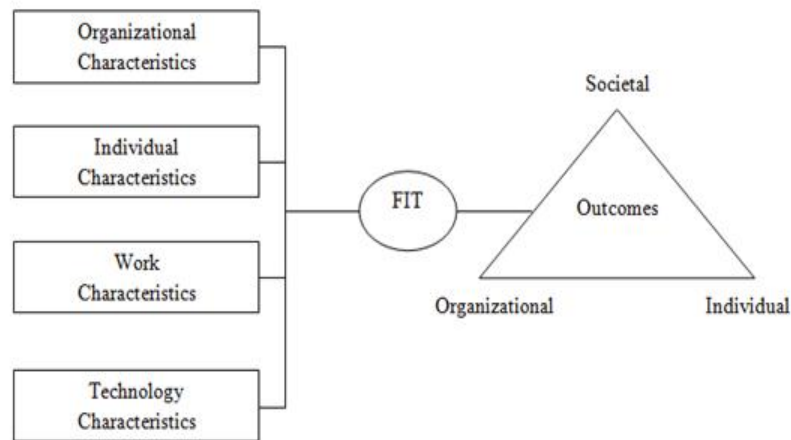 Organizational
Characteristics
Individual
Characteristics
Work
Characteristics
Technology
Characteristics
FIT
Societal
Outcomes
Organizational
Individual